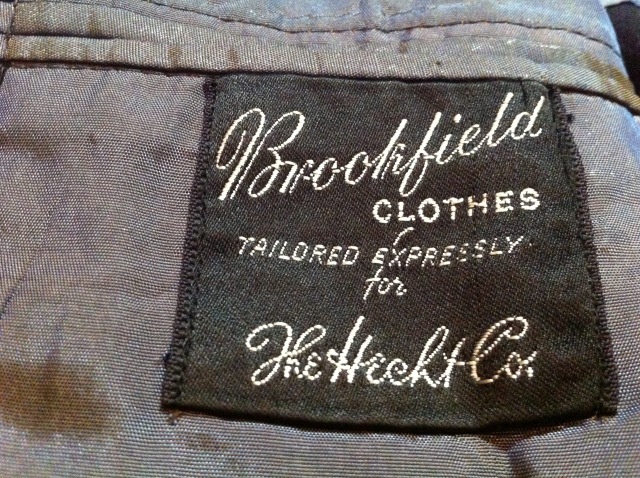 Brookfield
CLOTHES
TAILORED EXPRESSLY
for
The Hecht Co.